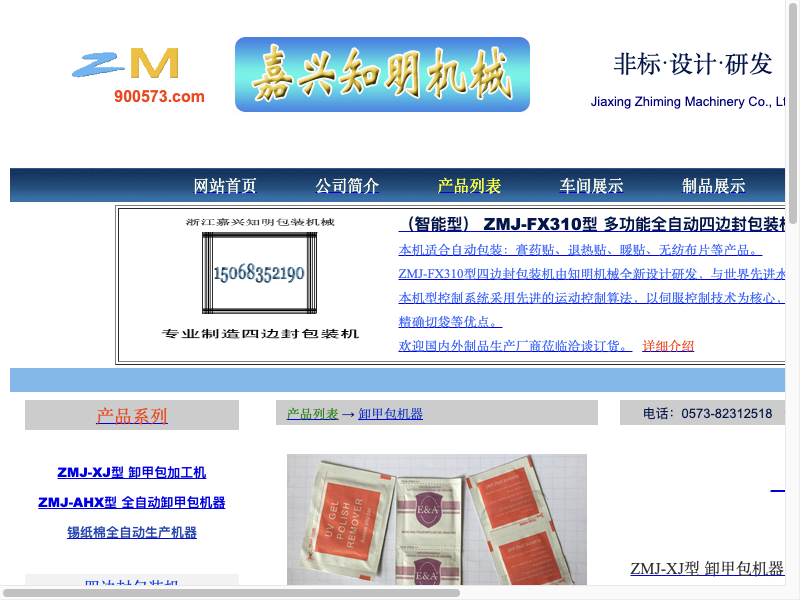 ZM
900573.com
嘉兴知明机械
非标·设计·研发
Jiaxing Zhiming Machinery Co., Lt
网站首页 公司简介 产品列表 车间展示 制品展示
浙江嘉兴知明包装机械
15068352190
专业制造四边封包装机
（智能型） ZMJ-FX310型 多功能全自动四边封包装机
本机适合自动包装：膏药贴、退热贴、暖贴、无纺布片等产品。
ZMJ-FX310型四边封包装机由知明机械全新设计研发，与世界先进水
本机型控制系统采用先进的运动控制算法，以伺服控制技术为核心，
精确切袋等优点。
欢迎国内外制品生产厂商莅临洽谈订货。 详细介绍
产品系列
产品列表 → 卸甲包机器
电话：0573-82312518
ZMJ-XJ型 卸甲包加工机
ZMJ-AHX型 全自动卸甲包机器
锡纸棉全自动生产机器
四边封包装机
UV GEL
POLISH
REMOVER
E&A
E&A
ZMJ-XJ型 卸甲包机器